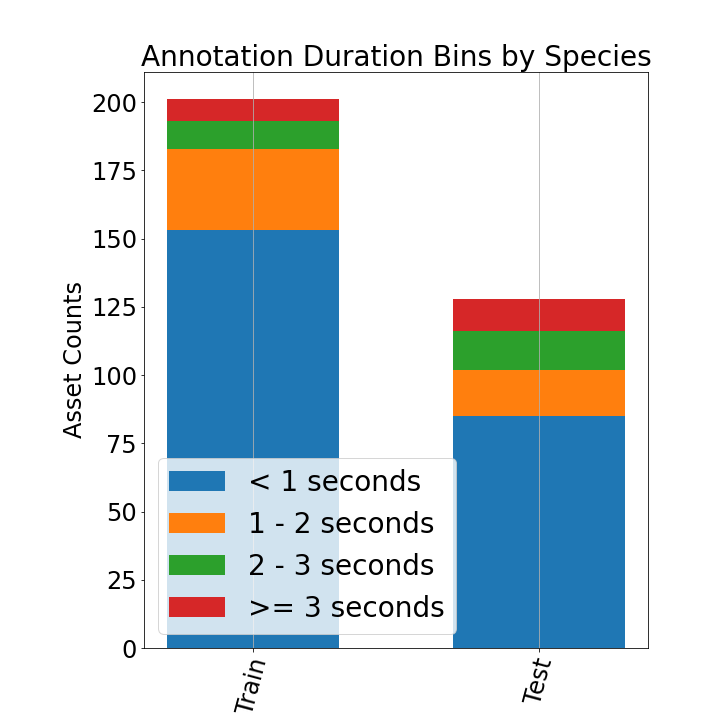 Annotation Duration Bins by Species
Asset Counts
200
175
150
125
100
75
50
25
0
< 1 seconds
1 - 2 seconds
2 - 3 seconds
>= 3 seconds
Train
Test